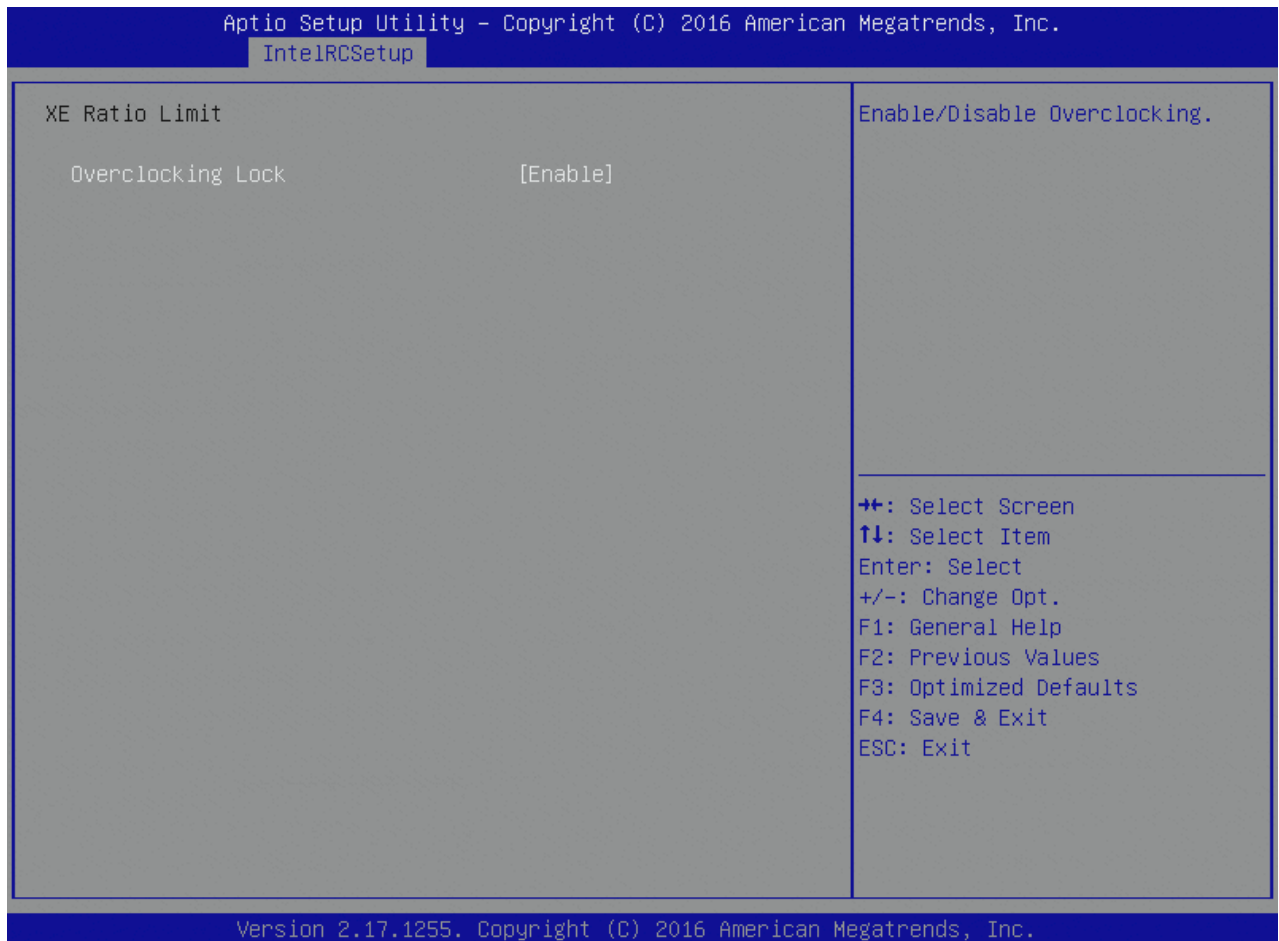 Aptio Setup Utility – Copyright (C) 2016 American Megatrends, Inc.
IntelRCSetup
XE Ratio Limit
Overclocking Lock [Enable]
Enable/Disable Overclocking.
→←: Select Screen
↑↓: Select Item
Enter: Select
+/-: Change Opt.
F1: General Help
F2: Previous Values
F3: Optimized Defaults
F4: Save & Exit
ESC: Exit
Version 2.17.1255. Copyright (C) 2016 American Megatrends, Inc.